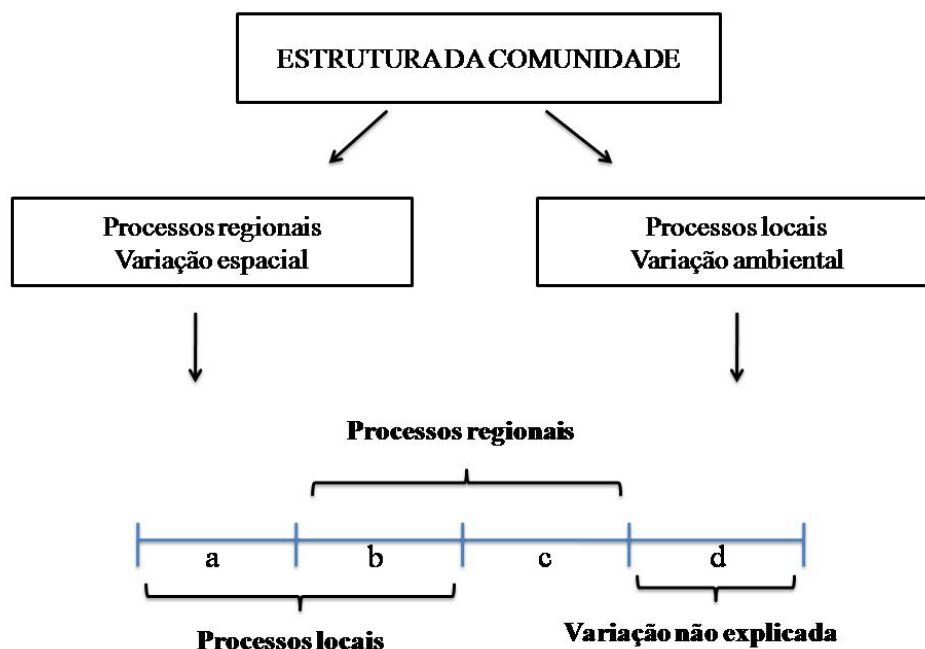 ESTRUTURA DA COMUNIDADE
Processos regionais
Variação espacial
Processos locais
Variação ambiental
Processos regionais
a
b
c
d
Processos locais
Variação não explicada